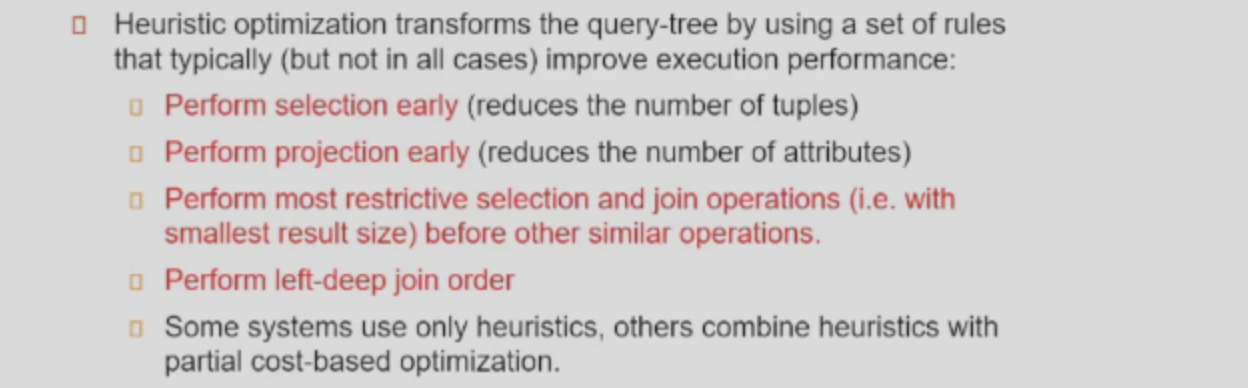 Heuristic optimization transforms the query-tree by using a set of rules
that typically (but not in all cases) improve execution performance:
Perform selection early (reduces the number of tuples)
Perform projection early (reduces the number of attributes)
Perform most restrictive selection and join operations (i.e. with
smallest result size) before other similar operations.
Perform left-deep join order
Some systems use only heuristics, others combine heuristics with
partial cost-based optimization.